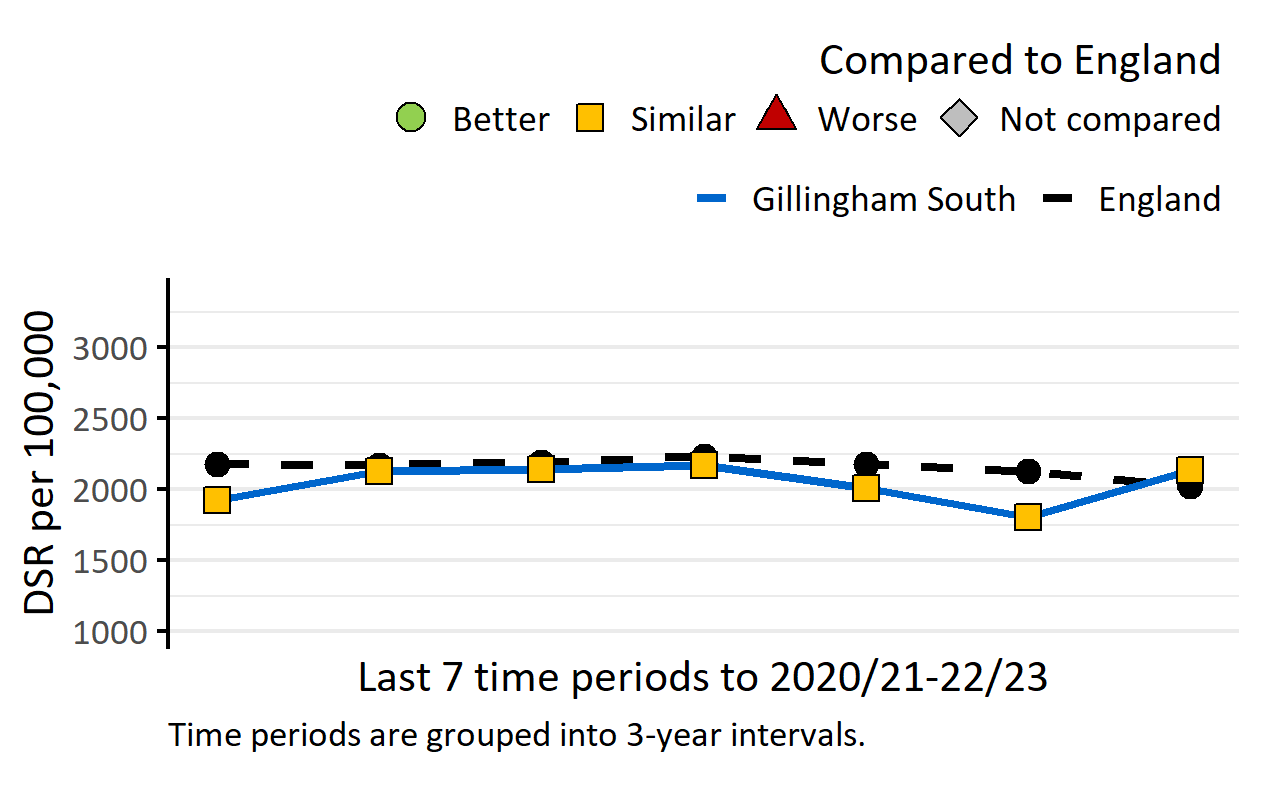 Compared to England
Better Similar Worse Not compared
Gillingham South England
DSR per 100,000
3000
2500
2000
1500
1000
Last 7 time periods to 2020/21-22/23
Time periods are grouped into 3-year intervals.